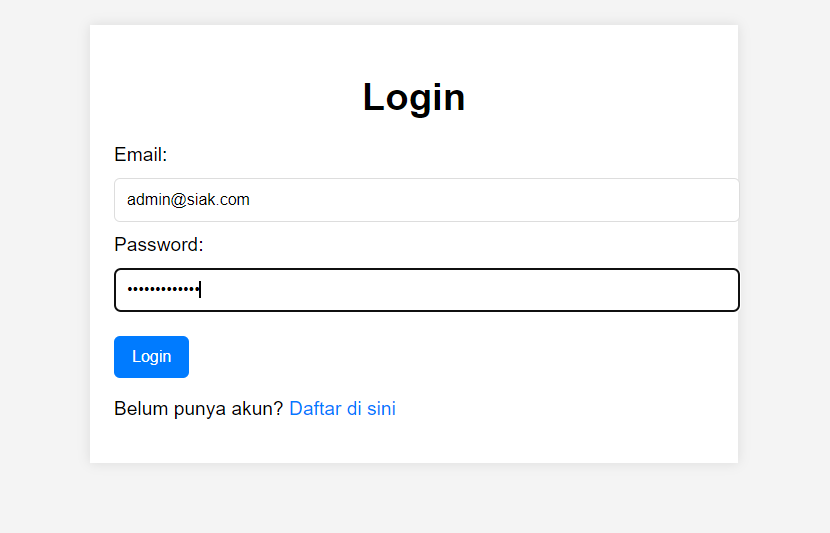 Login
Email:
admin@siak.com
Password:
•••••••••••••
Login
Belum punya akun? Daftar di sini